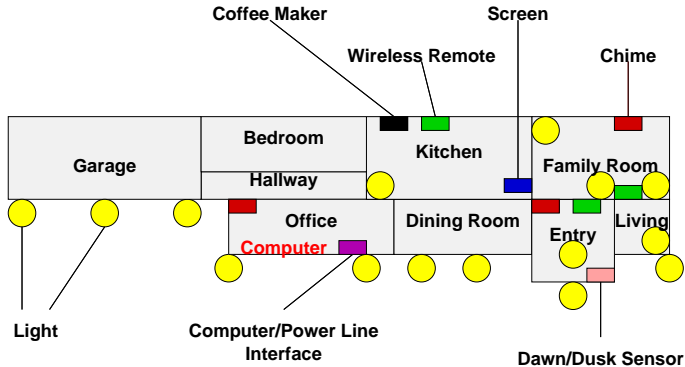 Coffee Maker
Screen
Wireless Remote
Chime
Bedroom
Kitchen
Garage
Family Room
Hallway
Office
Dining Room
Living
Entry
Computer
Light
Computer/Power Line
Interface
Dawn/Dusk Sensor